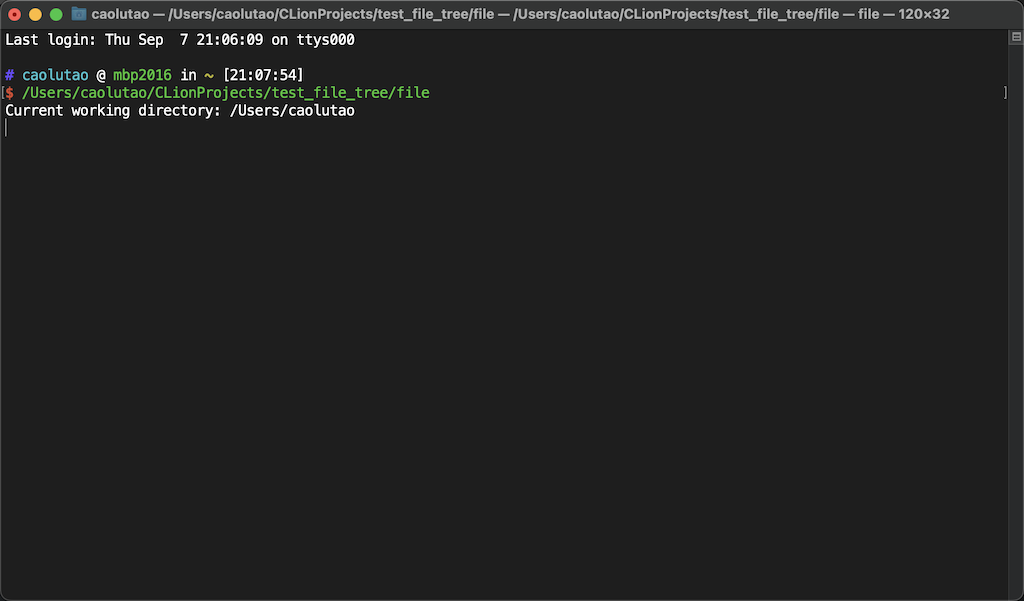 caolutao — /Users/caolutao/CLionProjects/test_file_tree/file — /Users/caolutao/CLionProjects/test_file_tree/file — file — 120×32
Last login: Thu Sep  7 21:06:09 on ttys000
# caolutao @ mbp2016 in ~ [21:07:54]
[$ /Users/caolutao/CLionProjects/test_file_tree/file ]
Current working directory: /Users/caolutao